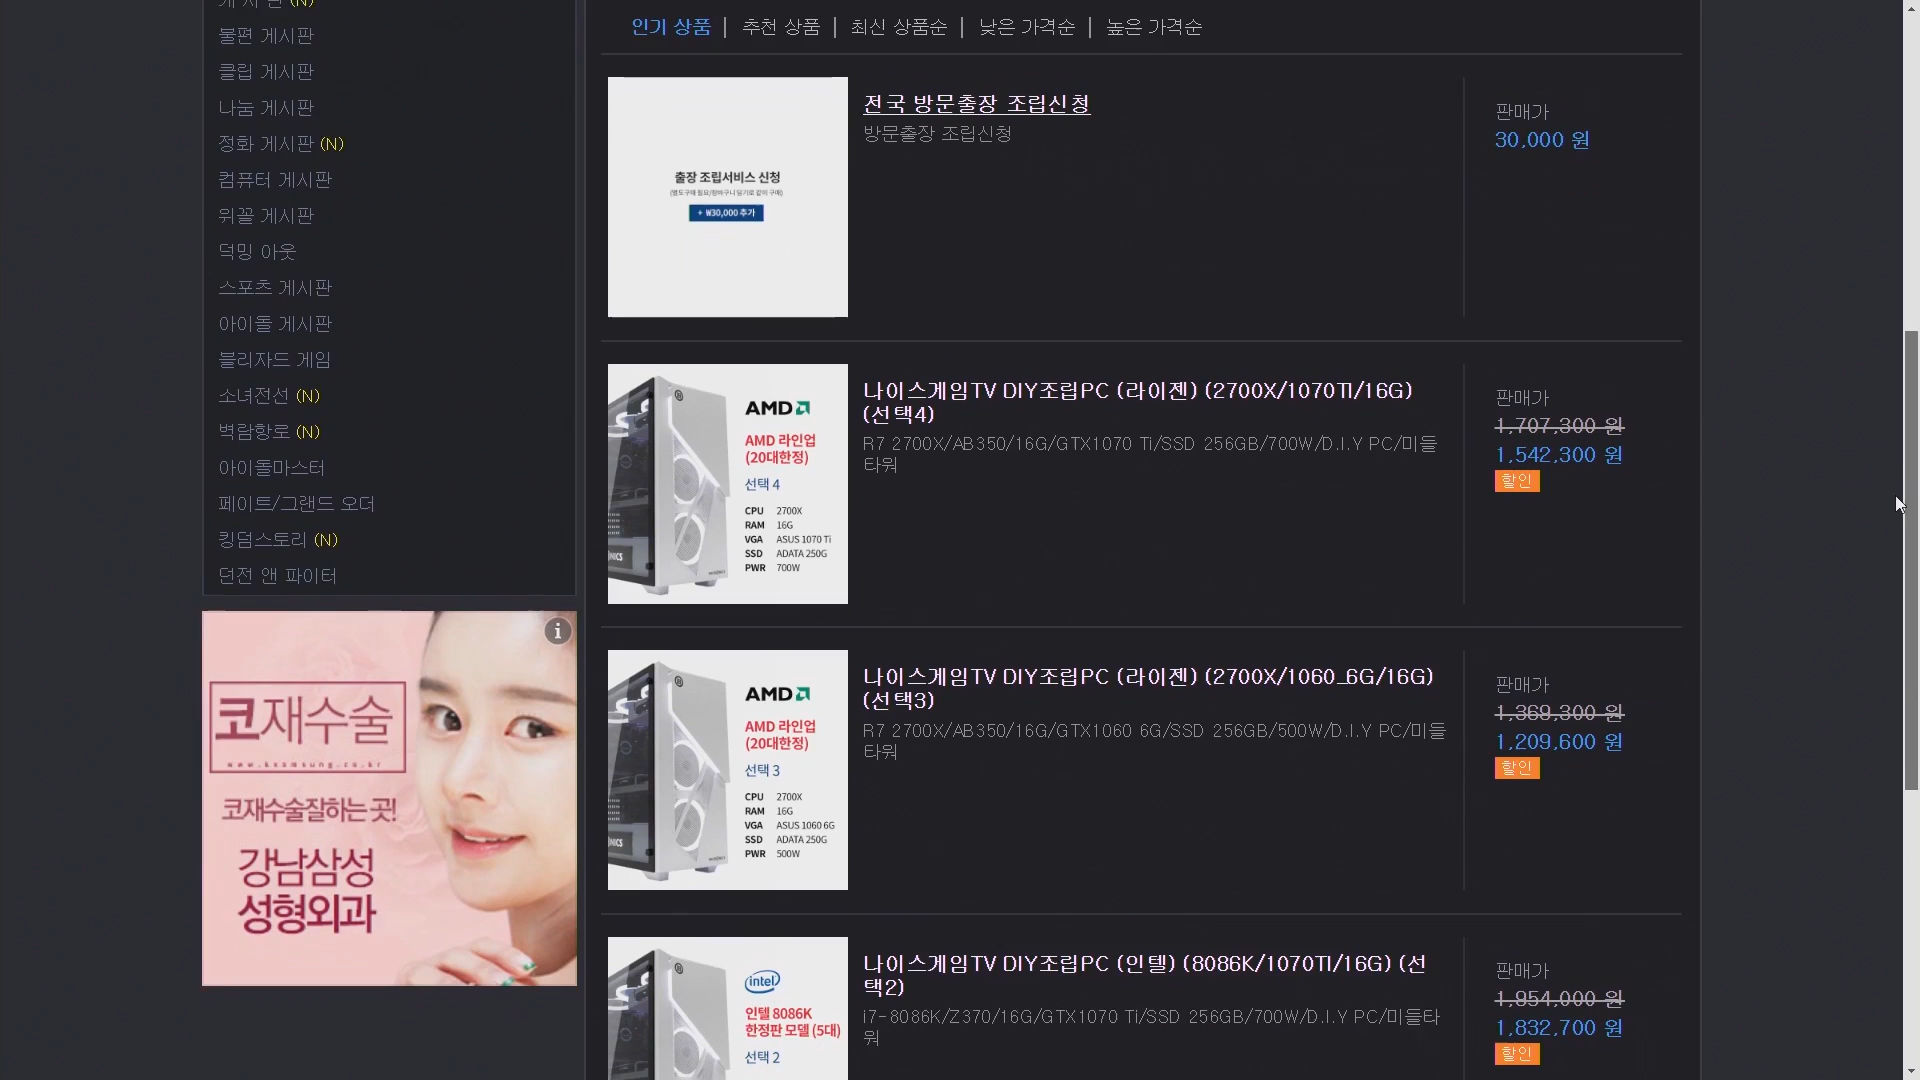 게시판 (N)
불편 게시판
클립 게시판
나눔 게시판
정화 게시판 (N)
컴퓨터 게시판
위꼴 게시판
덕밍 아웃
스포츠 게시판
아이돌 게시판
블리자드 게임
소녀전선 (N)
벽람항로 (N)
아이돌마스터
페이트/그랜드 오더
킹덤스토리 (N)
던전 앤 파이터
코재수술
코재수술잘하는 곳!
강남삼성
성형외과
인기 상품 | 추천 상품 | 최신 상품순 | 낮은 가격순 | 높은 가격순
출장 조립서비스 신청
(별도구매 필요/장바구니 담기로 같이 구매)
+ ₩30,000 추가
전국 방문출장 조립신청
방문출장 조립신청
판매가
30,000 원
AMD
AMD 라인업
(20대한정)
선택 4
CPU 2700X
RAM 16G
VGA ASUS 1070 Ti
SSD ADATA 250G
PWR 700W
나이스게임TV DIY조립PC (라이젠) (2700X/1070TI/16G)
(선택4)
R7 2700X/AB350/16G/GTX1070 Ti/SSD 256GB/700W/D.I.Y PC/미들
타워
판매가
1,707,300 원
1,542,300 원
할인
AMD
AMD 라인업
(20대한정)
선택 3
CPU 2700X
RAM 16G
VGA ASUS 1060 6G
SSD ADATA 250G
PWR 500W
나이스게임TV DIY조립PC (라이젠) (2700X/1060_6G/16G)
(선택3)
R7 2700X/AB350/16G/GTX1060 6G/SSD 256GB/500W/D.I.Y PC/미들
타워
판매가
1,369,300 원
1,209,600 원
할인
intel
인텔 8086K
한정판 모델 (5대)
선택 2
나이스게임TV DIY조립PC (인텔) (8086K/1070TI/16G) (선
택2)
i7-8086K/Z370/16G/GTX1070 Ti/SSD 256GB/700W/D.I.Y PC/미들타
워
판매가
1,954,000 원
1,832,700 원
할인